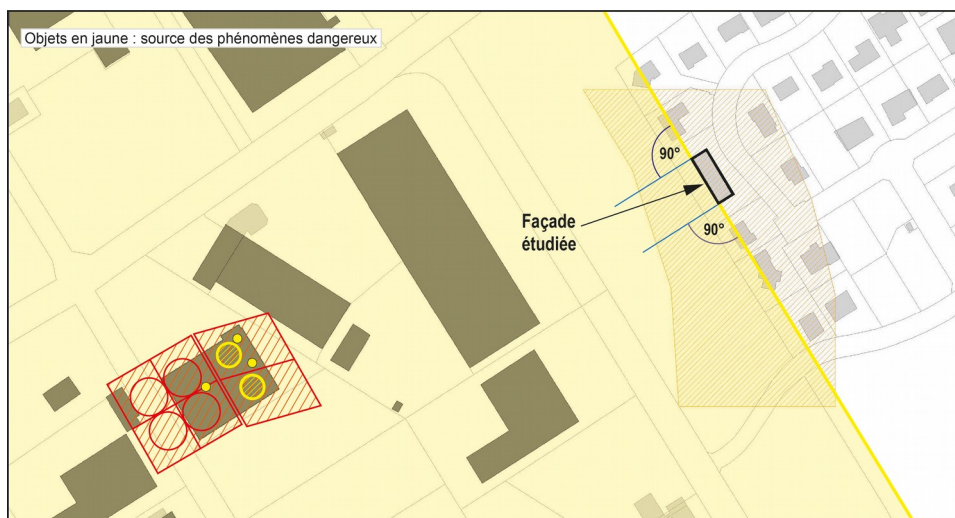 Objets en jaune : source des phénomènes dangereux
90°
Façade
étudiée
90°